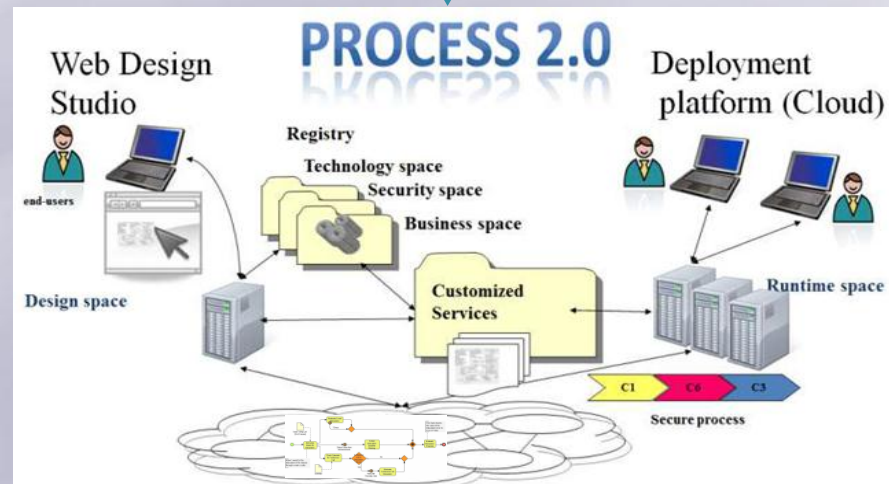 PROCESS 2.0
Web Design
Studio
Deployment
platform (Cloud)
Registry
Technology space
Security space
Business space
end-users
Design space
Customized
Services
Runtime space
C1
C6
C3
Secure process